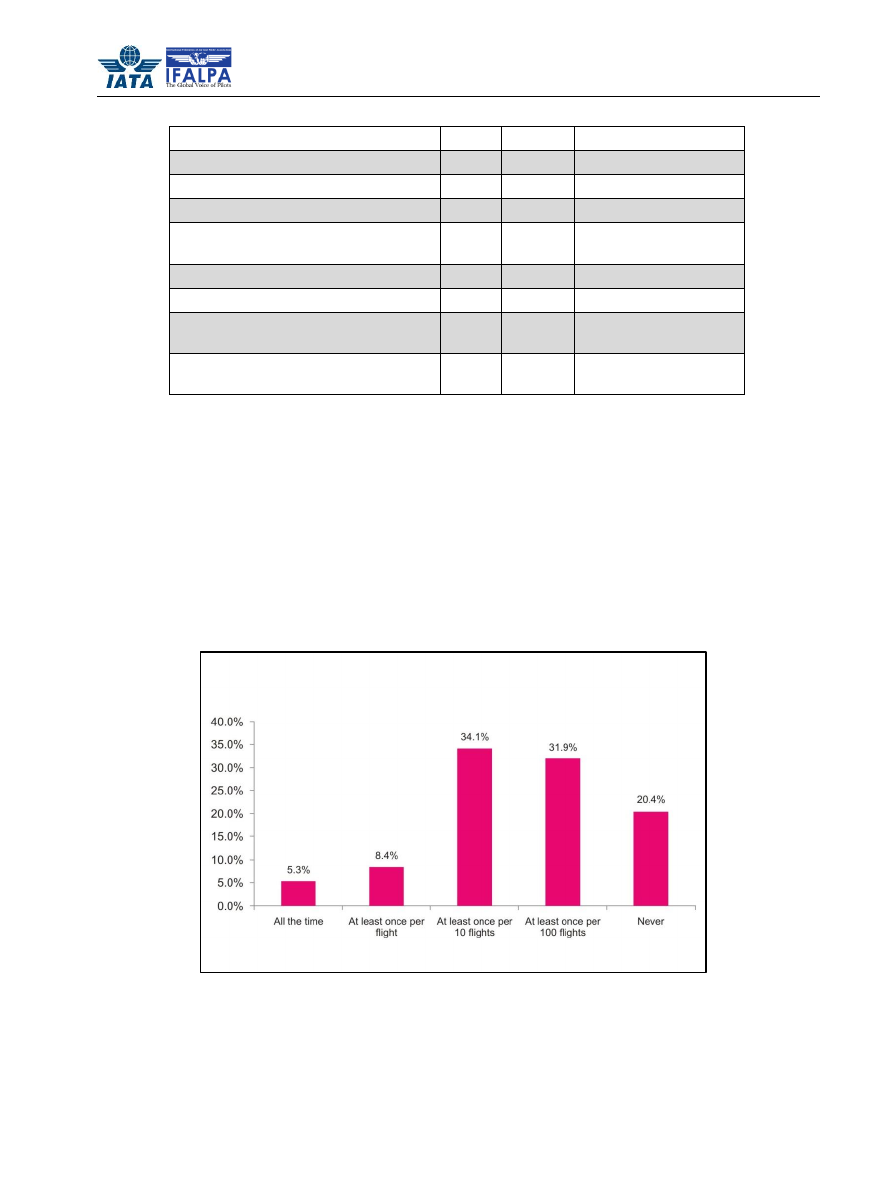 IATA
IFALPA
The Global Voice of Pilots
40.0%
35.0%
30.0%
25.0%
20.0%
15.0%
10.0%
5.0%
0.0%
5.3%
8.4%
34.1%
31.9%
20.4%
All the time
At least once per
flight
At least once per
10 flights
At least once per
100 flights
Never